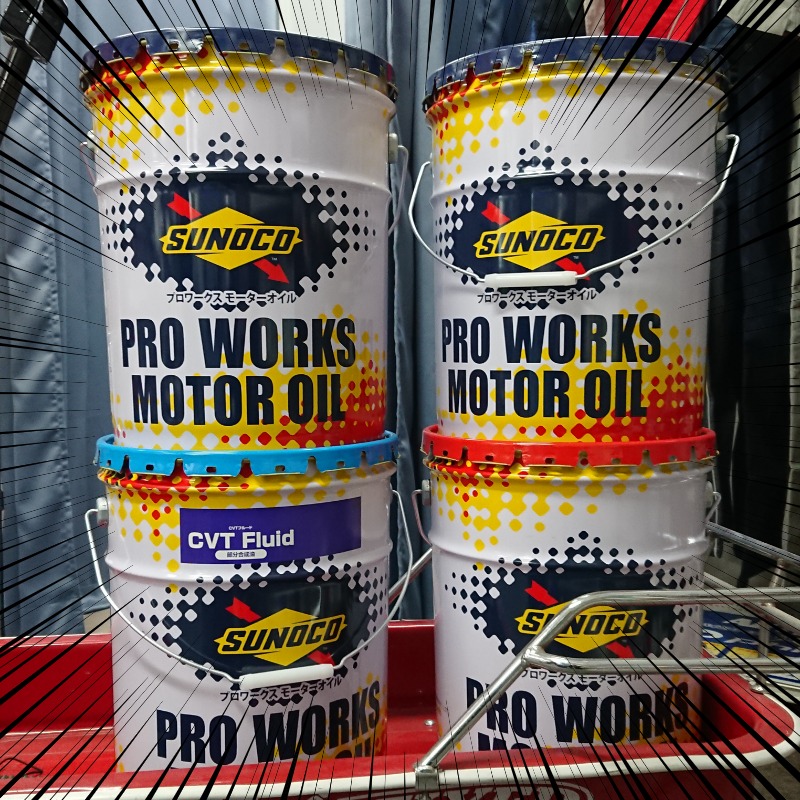 SUNOCO
TM
プロワークス モーターオイル
PRO WORKS
MOTOR OIL
SUNOCO
プロワークス モーターオイル
PRO WORKS
MOTOR OIL
CVTフルード
CVT Fluid
部分合成油
SUNOCO
プロワークス モーターオイル
PRO WORKS
SUNOCO
プロワークス モーターオイル
PRO WORKS